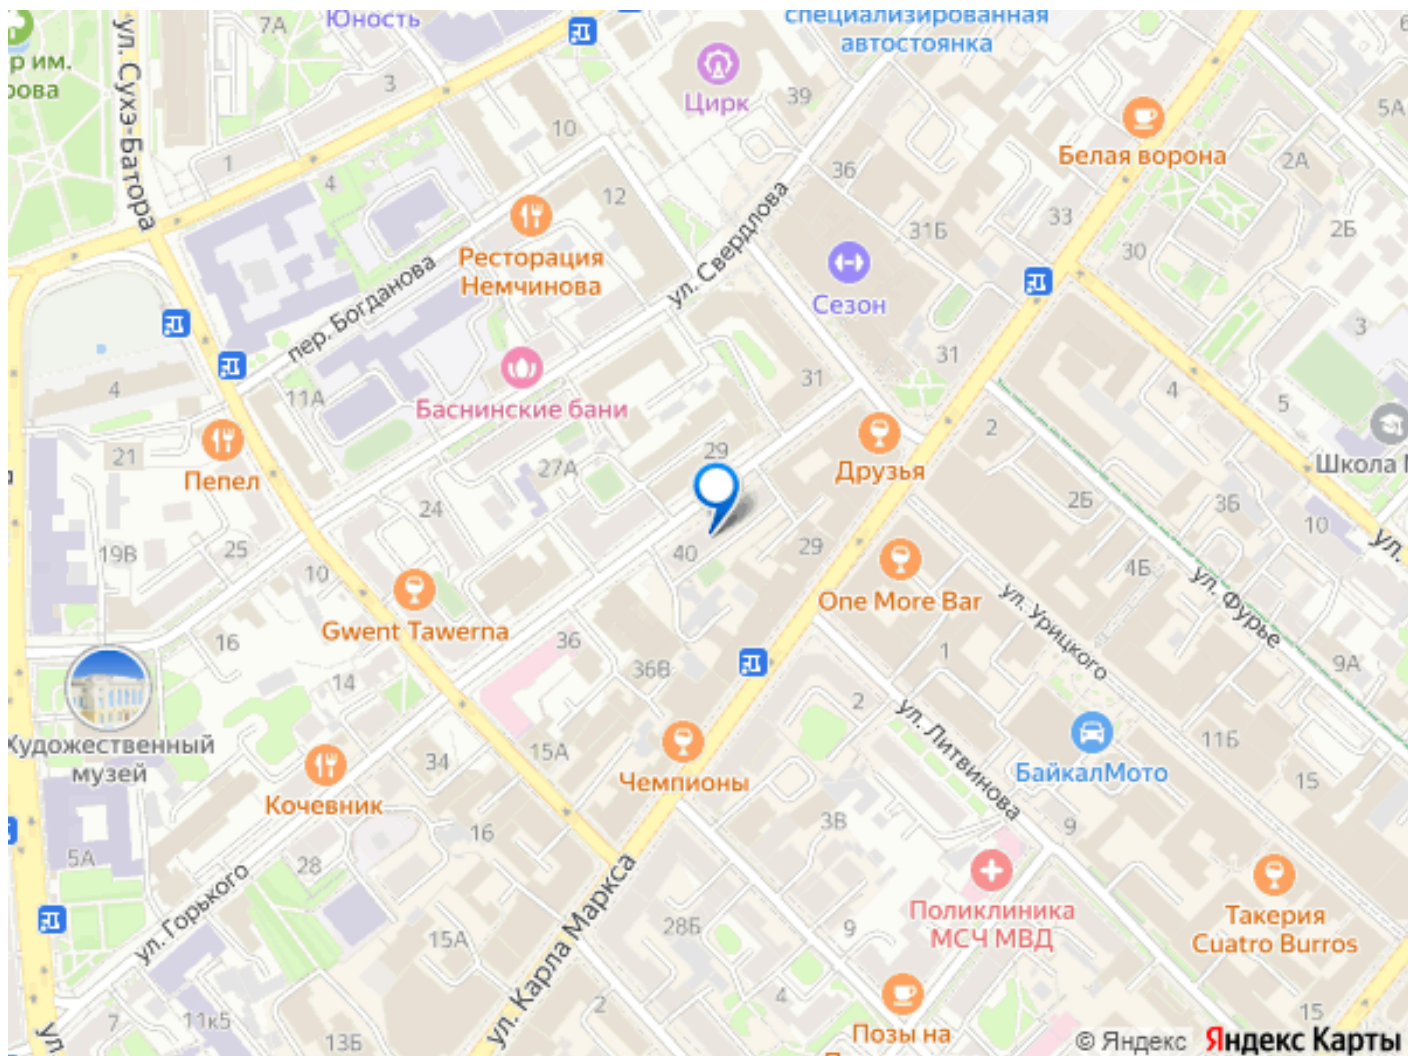 7А
Юность
специализированная
автостоянка
р им.
рова
ул. Сухэ-Батора
3
Цирк
39
5А
10
Белая ворона
1
4
36
2А
12
33
ул. Свердлова
31Б
2Б
30
Ресторация
Немчинова
пер. Богданова
Сезон
3
31
4
11А
31
4
5
Баснинские бани
2
29
21
Пепел
27А
Друзья
Школа
24
2Б
3Б
10
25
19В
40
29
ул.
10
4Б
ул. Фурье
One More Bar
ул. Урицкого
Gwent Tawerna
16
36
36В
1
9А
14
2
ул. Литвинова
Художественный
музей
15А
34
11Б
БайкалМото
15
Чемпионы
Кочевник
16
3В
9
5А
28
ул. Горького
ул. Карла Маркса
Поликлиника
МСЧ МВД
Такерия
Cuatro Burros
28Б
9
15А
4
2
7
11к5
13Б
15
ул
Позы на
© Яндекс Яндекс Карты